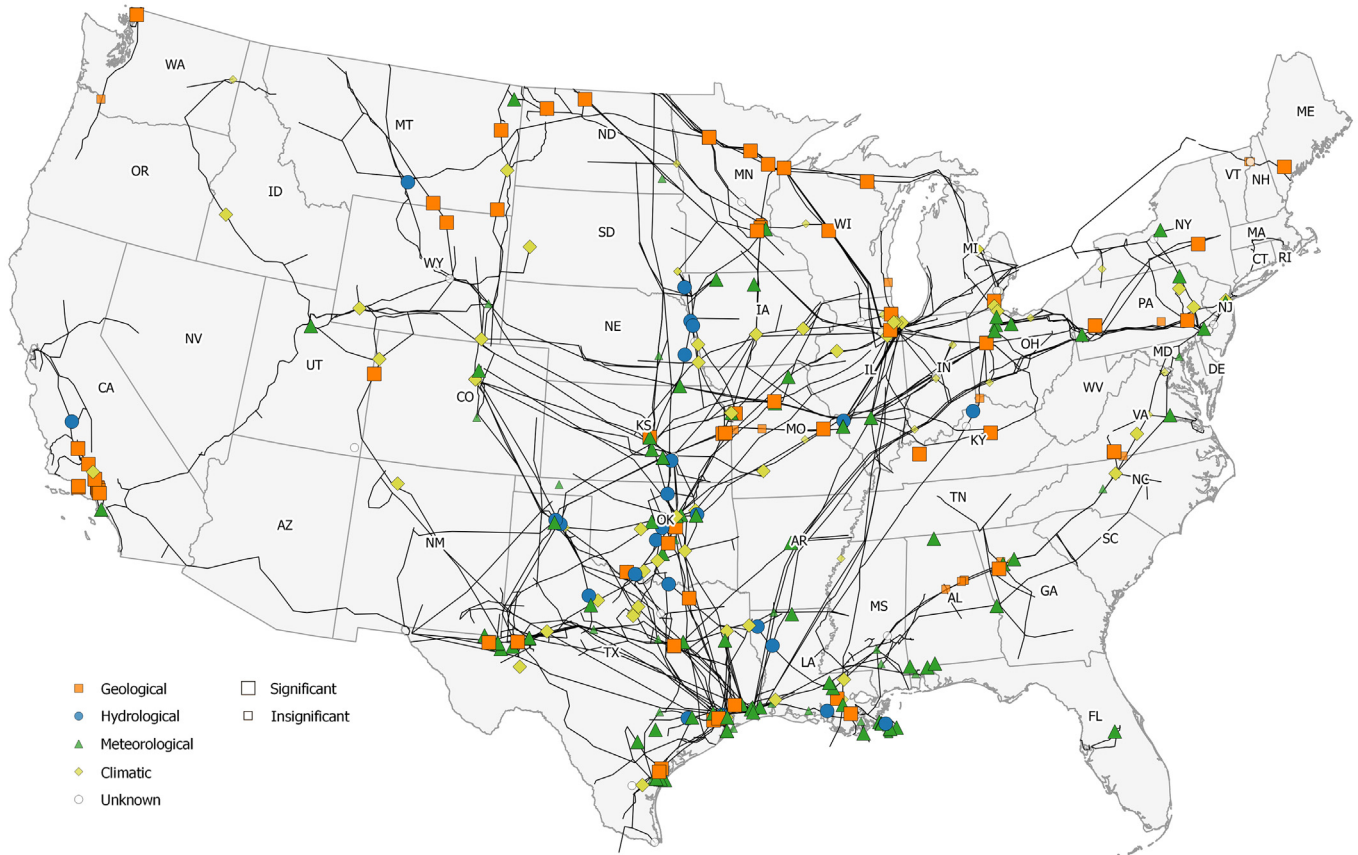 WA
ME
MT
ND
OR
MN
VT
NH
ID
WI
NY
SD
MI
MA
WY
CT
RI
IA
PA
NE
NJ
NV
OH
UT
IL
IN
MD
DE
CA
CO
WV
VA
KS
MO
KY
NC
TN
OK
AZ
NM
AR
SC
AL
GA
MS
TX
LA
Geological
Significant
Hydrological
Insignificant
FL
Meteorological
Climatic
Unknown